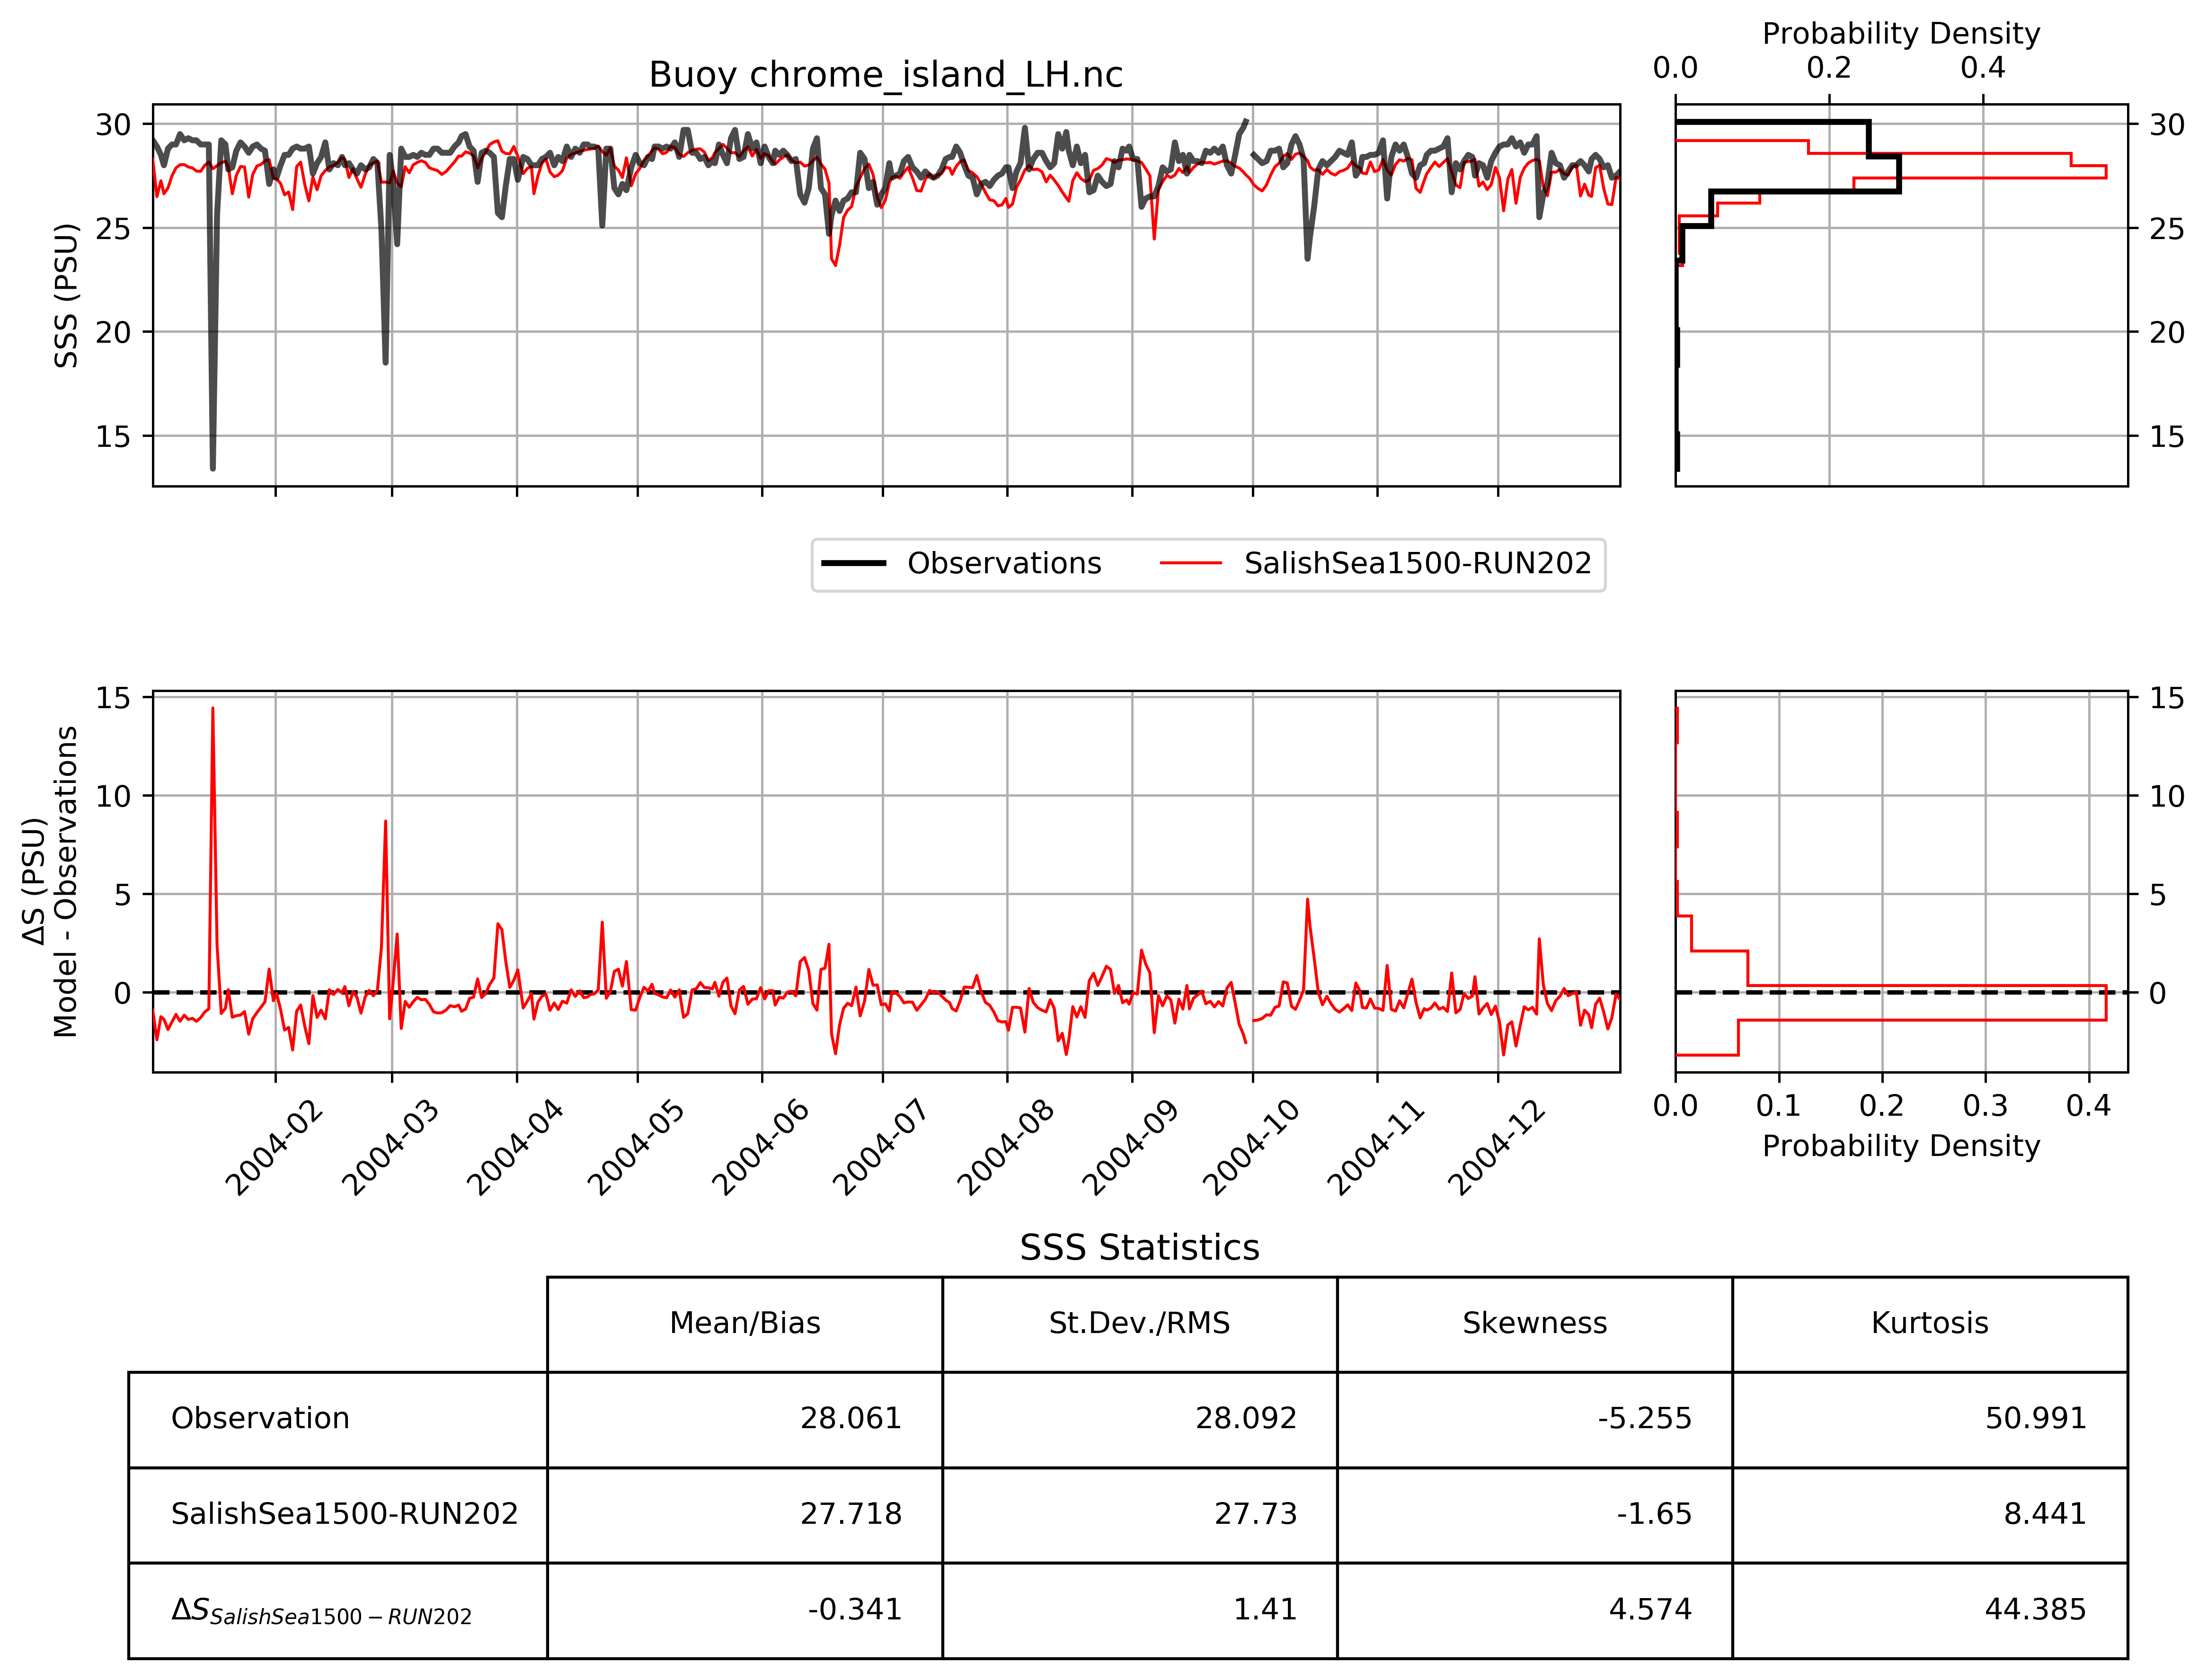 Probability Density
0.0 0.2 0.4
Buoy chrome_island_LH.nc
30
25
20
15
SSS (PSU)
30
25
20
15
Observations
SalishSea1500-RUN202
15
10
5
0
ΔS (PSU)
Model - Observations
15
10
5
0
2004-02
2004-03
2004-04
2004-05
2004-06
2004-07
2004-08
2004-09
2004-10
2004-11
2004-12
0.0 0.1 0.2 0.3 0.4
Probability Density
SSS Statistics
Mean/Bias St.Dev./RMS Skewness Kurtosis
Observation 28.061 28.092 -5.255 50.991
SalishSea1500-RUN202 27.718 27.73 -1.65 8.441
ΔS SalishSea1500−RUN202 -0.341 1.41 4.574 44.385